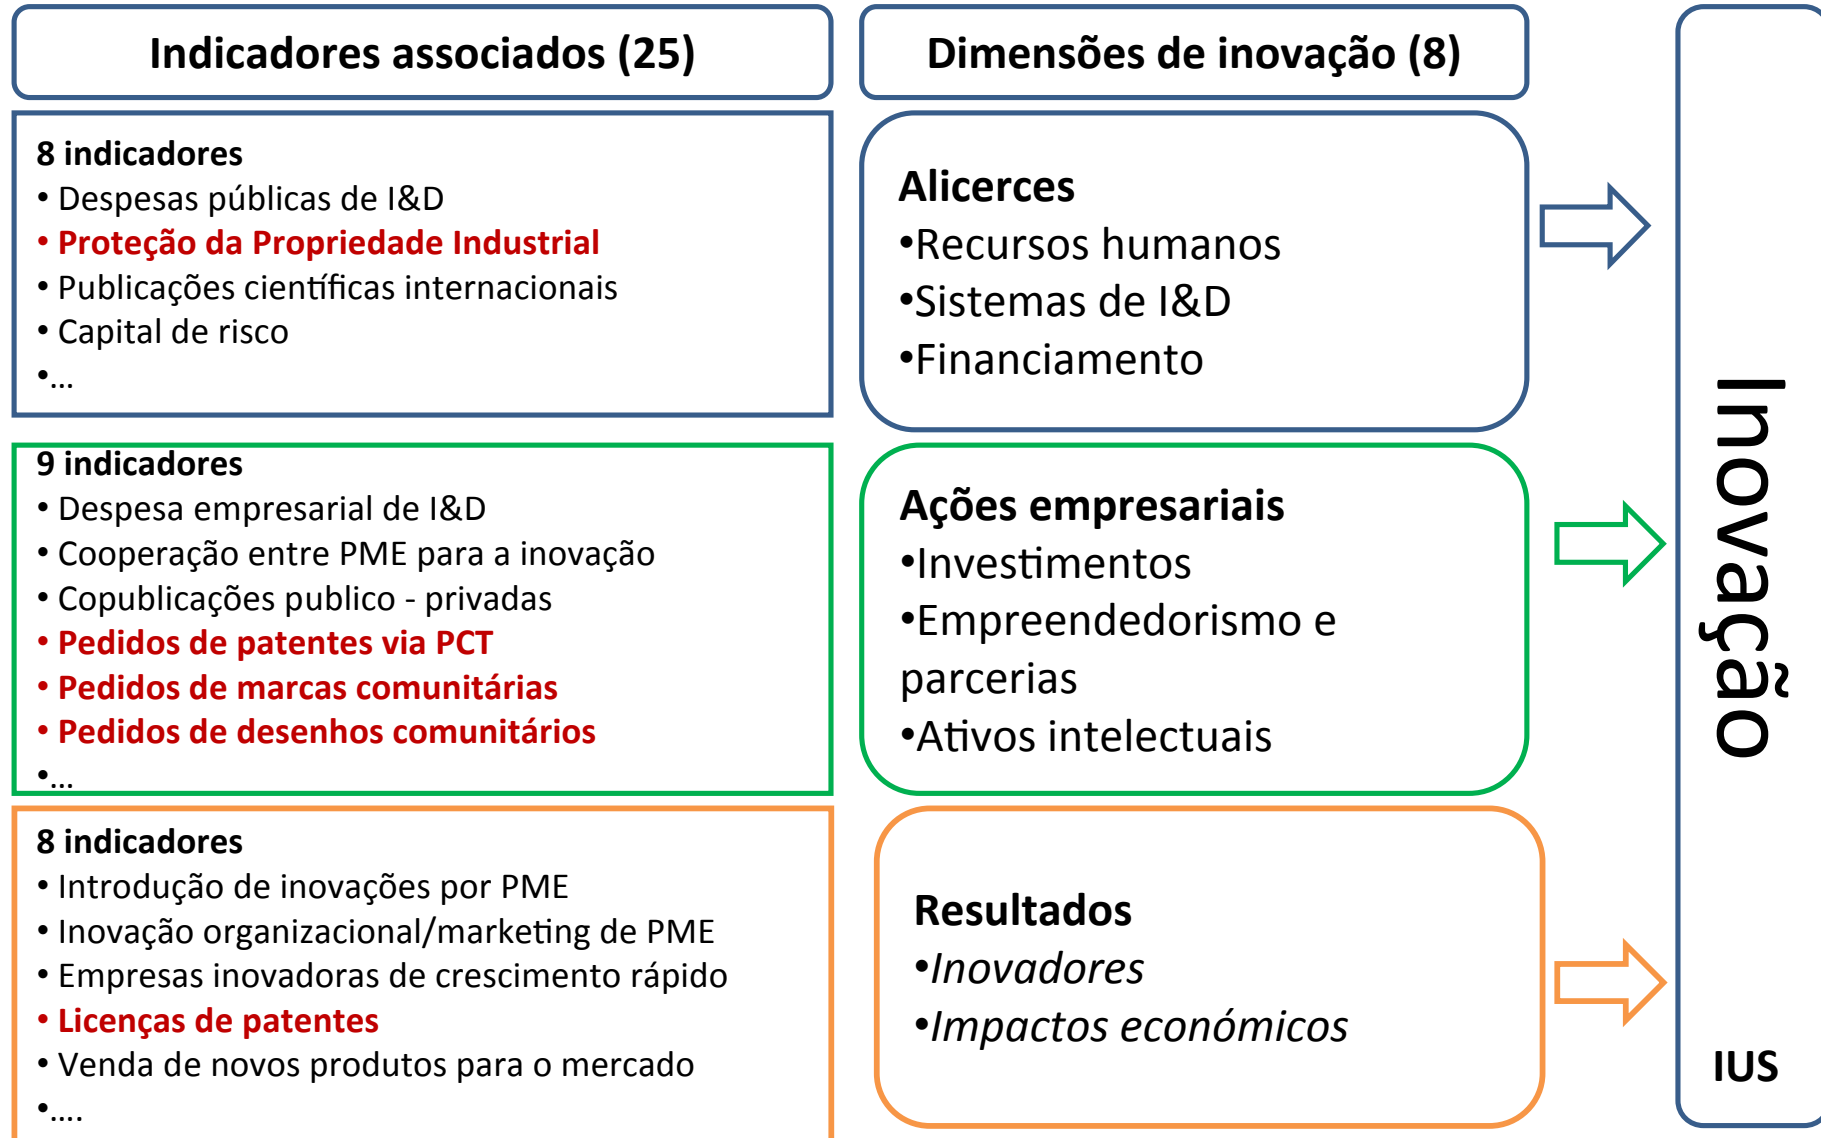 Indicadores associados (25)
Dimensões de inovação (8)
8 indicadores
• Despesas públicas de I&D
• Proteção da Propriedade Industrial
• Publicações científicas internacionais
• Capital de risco
•...
Alicerces
•Recursos humanos
•Sistemas de I&D
•Financiamento
9 indicadores
• Despesa empresarial de I&D
• Cooperação entre PME para a inovação
• Copublicações publico - privadas
• Pedidos de patentes via PCT
• Pedidos de marcas comunitárias
• Pedidos de desenhos comunitários
•...
Ações empresariais
•Investimentos
•Empreendedorismo e
parcerias
•Ativos intelectuais
8 indicadores
• Introdução de inovações por PME
• Inovação organizacional/marketing de PME
• Empresas inovadoras de crescimento rápido
• Licenças de patentes
• Venda de novos produtos para o mercado
•....
Resultados
•Inovadores
•Impactos económicos
Inovação
IUS